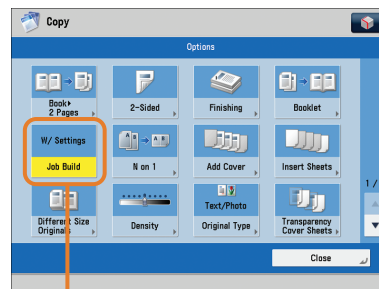 Copy
Options
Book▸
2 Pages
2-Sided
Finishing
Booklet
W/ Settings
Job Build
N on 1
Add Cover
Insert Sheets
1 /
Different Size
Originals
Density
Text/Photo
Original Type
Transparency
Cover Sheets
Close